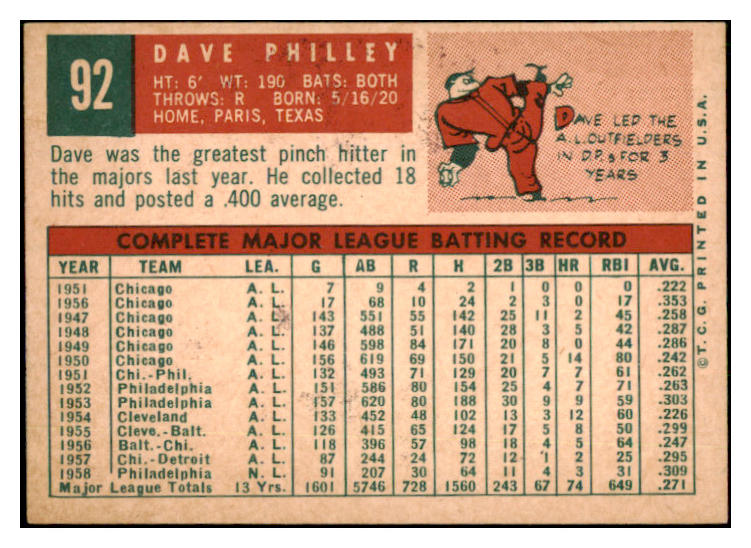 92
DAVE PHILLEY
HT: 6' WT: 190 BATS: BOTH
THROWS: R BORN: 5/16/20
HOME, PARIS, TEXAS
Dave was the greatest pinch hitter in
the majors last year. He collected 18
hits and posted a .400 average.
DAVE LED THE
A.L. OUTFIELDERS
IN D.P.s FOR 3
YEARS
COMPLETE MAJOR LEAGUE BATTING RECORD
YEAR TEAM LEA. G AB R H 2B 3B HR RBI AVG.
1951 Chicago A. L. 7 9 4 2 1 0 0 0 .222
1956 Chicago A. L. 17 68 10 24 2 3 0 17 .353
1947 Chicago A. L. 143 551 55 142 25 11 2 45 .258
1948 Chicago A. L. 137 488 51 140 28 3 5 42 .287
1949 Chicago A. L. 146 598 84 171 20 8 0 44 .286
1950 Chicago A. L. 156 619 69 150 21 5 14 80 .242
1951 Chi.-Phil. A. L. 132 493 71 129 20 7 7 61 .262
1952 Philadelphia A. L. 151 586 80 154 25 4 7 71 .263
1953 Philadelphia A. L. 157 620 80 188 30 9 9 59 .303
1954 Cleveland A. L. 133 452 48 102 13 3 12 60 .226
1955 Cleve.-Balt. A. L. 126 415 65 124 17 5 8 50 .299
1956 Balt.-Chi. A. L. 118 396 57 98 18 4 5 64 .247
1957 Chi.-Detroit A. L. 87 244 24 72 12 1 2 25 .295
1958 Philadelphia N. L. 91 207 30 64 11 4 3 31 .309
Major League Totals 13 Yrs. 1601 5746 728 1560 243 67 74 649 .271
© T. C. G. PRINTED IN U.S.A.